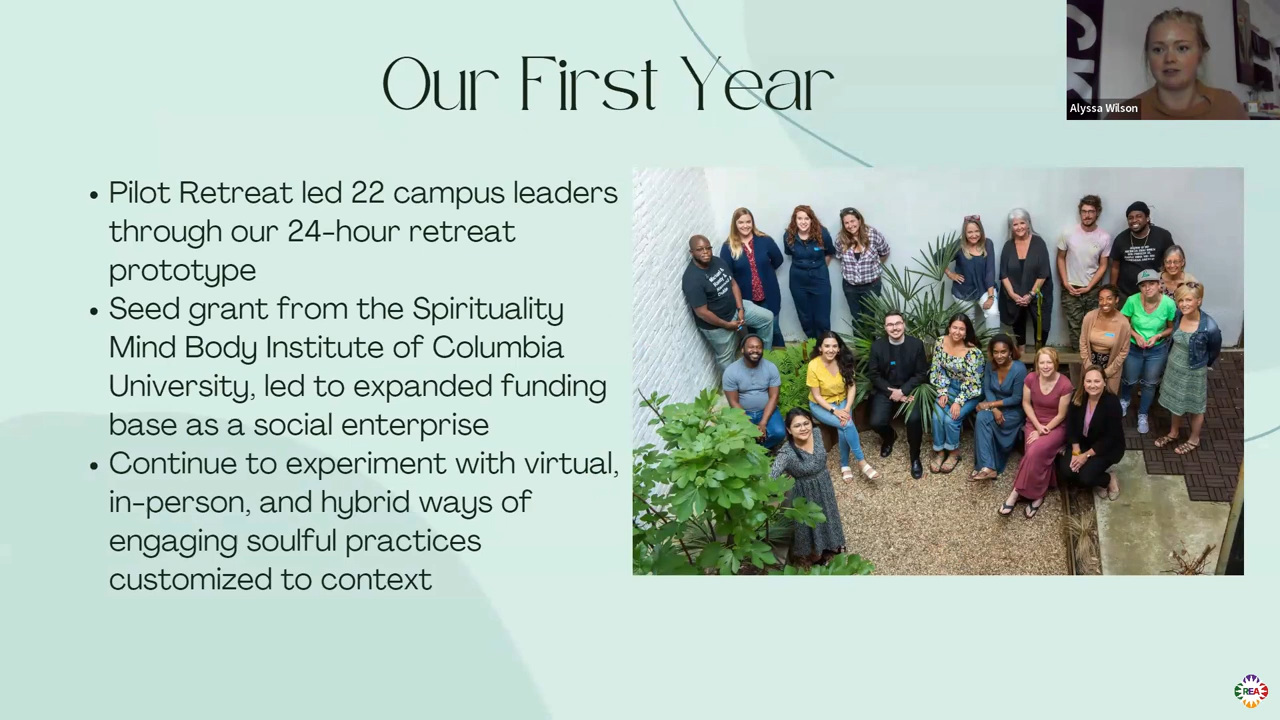 Our First Year
Alyssa Wilson
• Pilot Retreat led 22 campus leaders
through our 24-hour retreat
prototype
• Seed grant from the Spirituality
Mind Body Institute of Columbia
University, led to expanded funding
base as a social enterprise
• Continue to experiment with virtual,
in-person, and hybrid ways of
engaging soulful practices
customized to context
REA